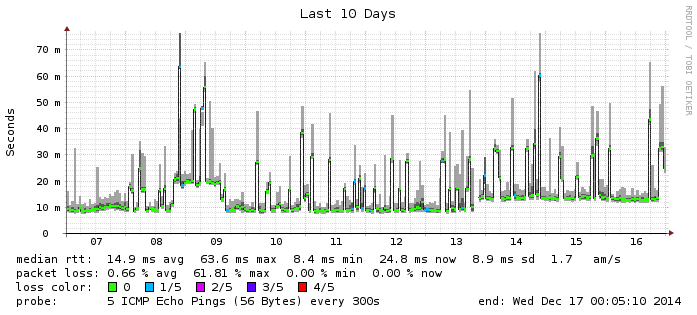 Last 10 Days
RRDTOOL / TOBI OETIKER
Seconds
70 m
60 m
50 m
40 m
30 m
20 m
10 m
0
07 08 09 10 11 12 13 14 15 16
median rtt: 14.9 ms avg 63.6 ms max 8.4 ms min 24.8 ms now 8.9 ms sd 1.7 am/s
packet loss: 0.66 % avg 61.81 % max 0.00 % min 0.00 % now
loss color: 0 1/5 2/5 3/5 4/5
probe: 5 ICMP Echo Pings (56 Bytes) every 300s end: Wed Dec 17 00:05:10 2014